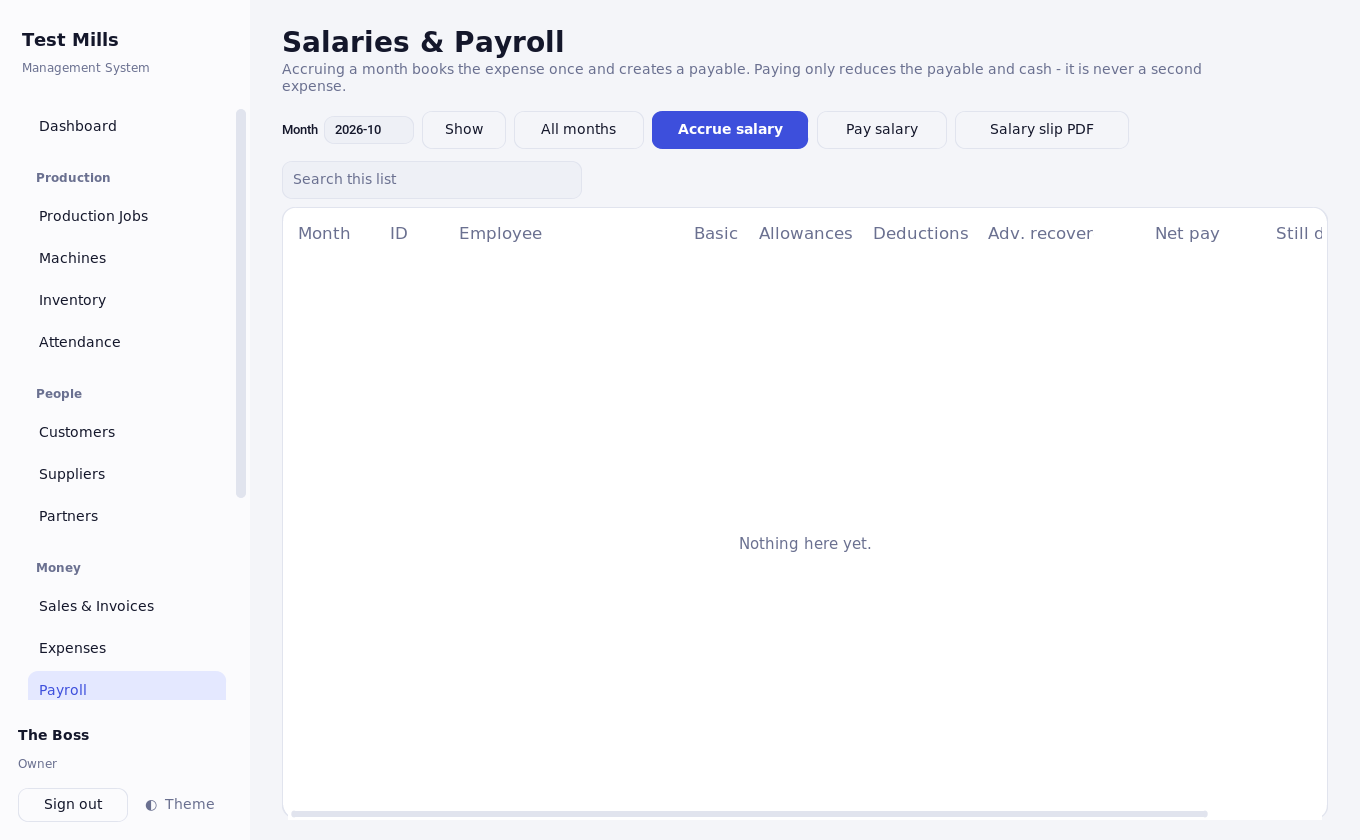 Test Mills
Management System
Dashboard
Production
Production Jobs
Machines
Inventory
Attendance
People
Customers
Suppliers
Partners
Money
Sales & Invoices
Expenses
Payroll
The Boss
Owner
Sign out
◐ Theme
Salaries & Payroll
Accruing a month books the expense once and creates a payable. Paying only reduces the payable and cash - it is never a second
expense.
Month 2026-10 Show All months Accrue salary Pay salary Salary slip PDF
Search this list
Month ID Employee Basic Allowances Deductions Adv. recover Net pay Still d
Nothing here yet.